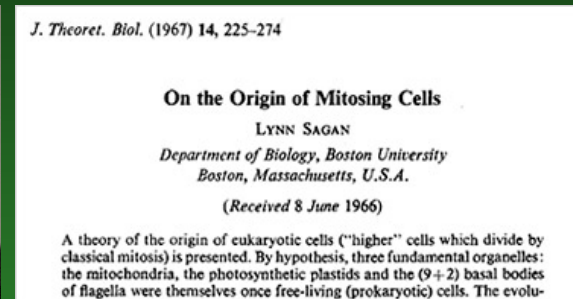 J. Theoret. Biol. (1967) 14, 225–274
On the Origin of Mitosing Cells
LYNN SAGAN
Department of Biology, Boston University
Boston, Massachusetts, U.S.A.
(Received 8 June 1966)
A theory of the origin of eukaryotic cells ("higher" cells which divide by
classical mitosis) is presented. By hypothesis, three fundamental organelles:
the mitochondria, the photosynthetic plastids and the (9+2) basal bodies
of flagella were themselves once free-living (prokaryotic) cells. The evolu-